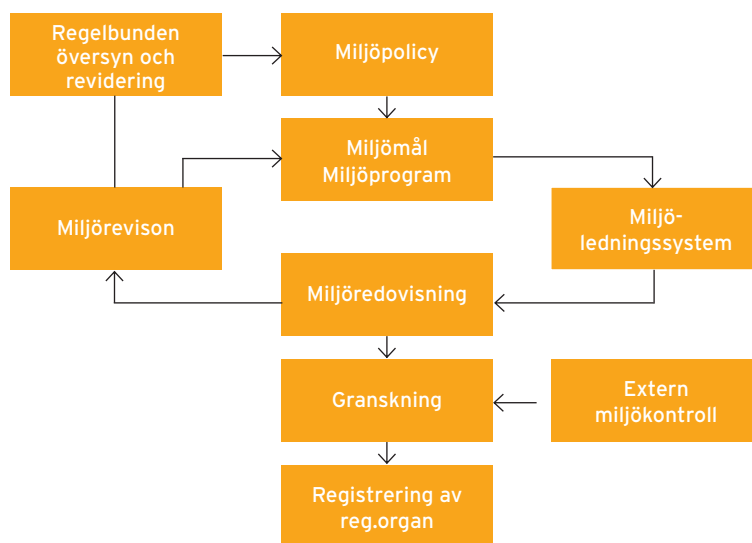 Regelbunden
översyn och
revidering
Miljöpolicy
Miljömål
Miljöprogram
Miljörevison
Miljö-
ledningssystem
Miljöredovisning
Granskning
Extern
miljökontroll
Registrering av
reg.organ